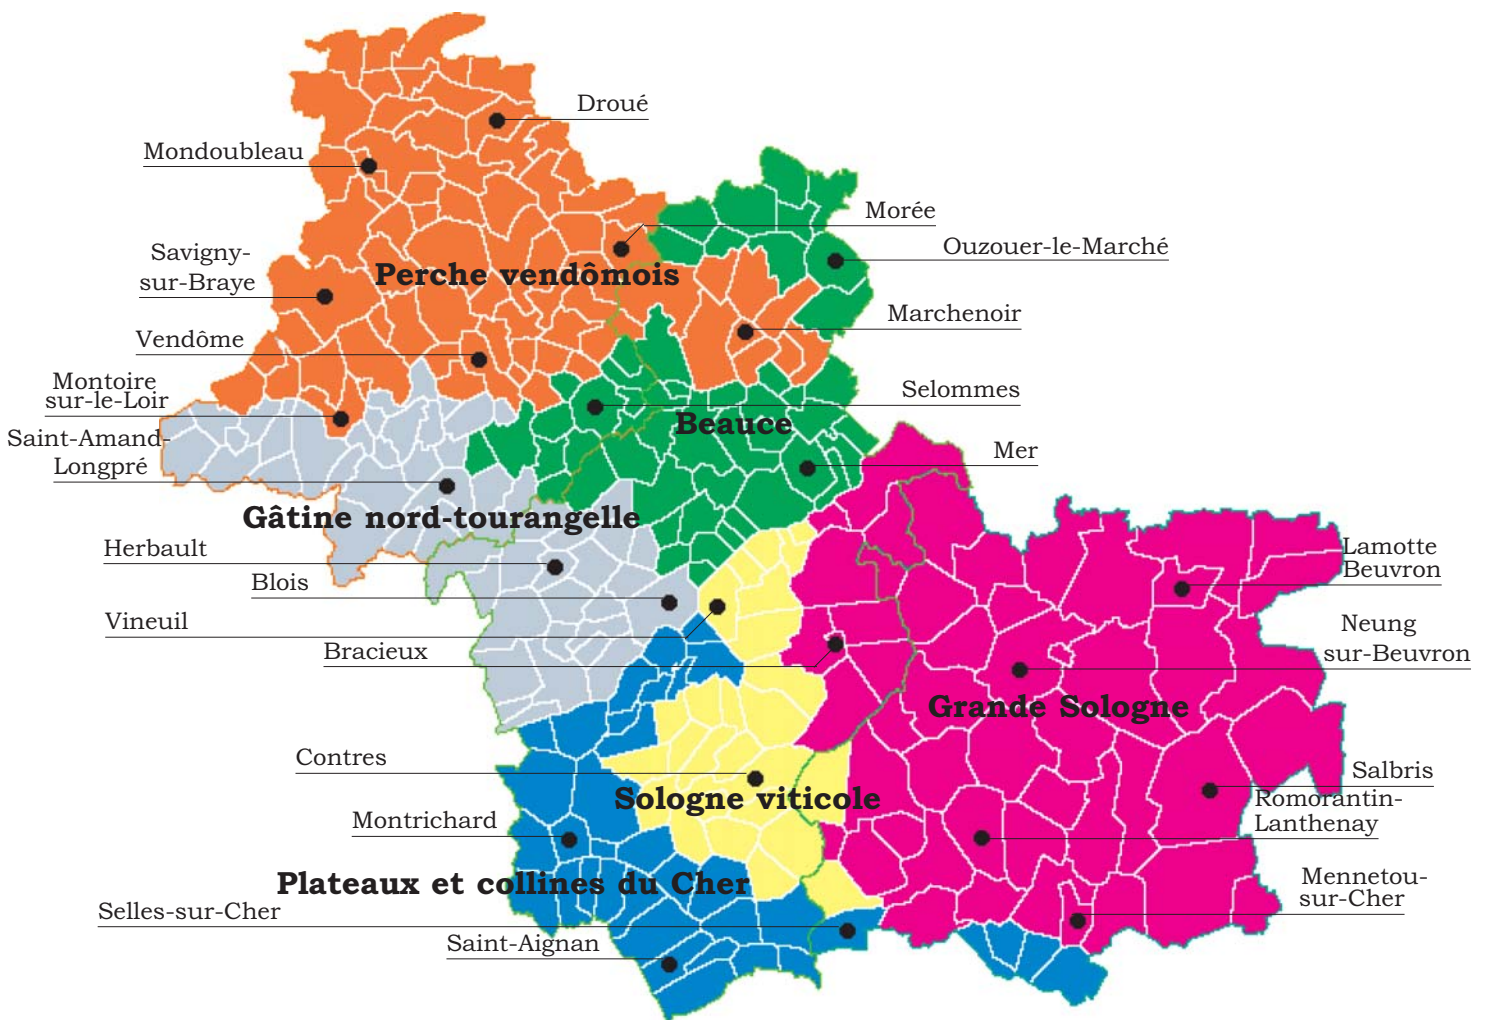 Droué
Mondoubleau
Morée
Savigny-
sur-Braye
Ouzouer-le-Marché
Perche vendômois
Marchenoir
Vendôme
Montoire
sur-le-Loir
Selommes
Beauce
Saint-Amand-
Longpré
Mer
Gâtine nord-tourangelle
Herbault
Lamotte
Beuvron
Blois
Vineuil
Neung
sur-Beuvron
Bracieux
Grande Sologne
Contres
Salbris
Sologne viticole
Romorantin-
Lanthenay
Montrichard
Plateaux et collines du Cher
Mennetou-
sur-Cher
Selles-sur-Cher
Saint-Aignan